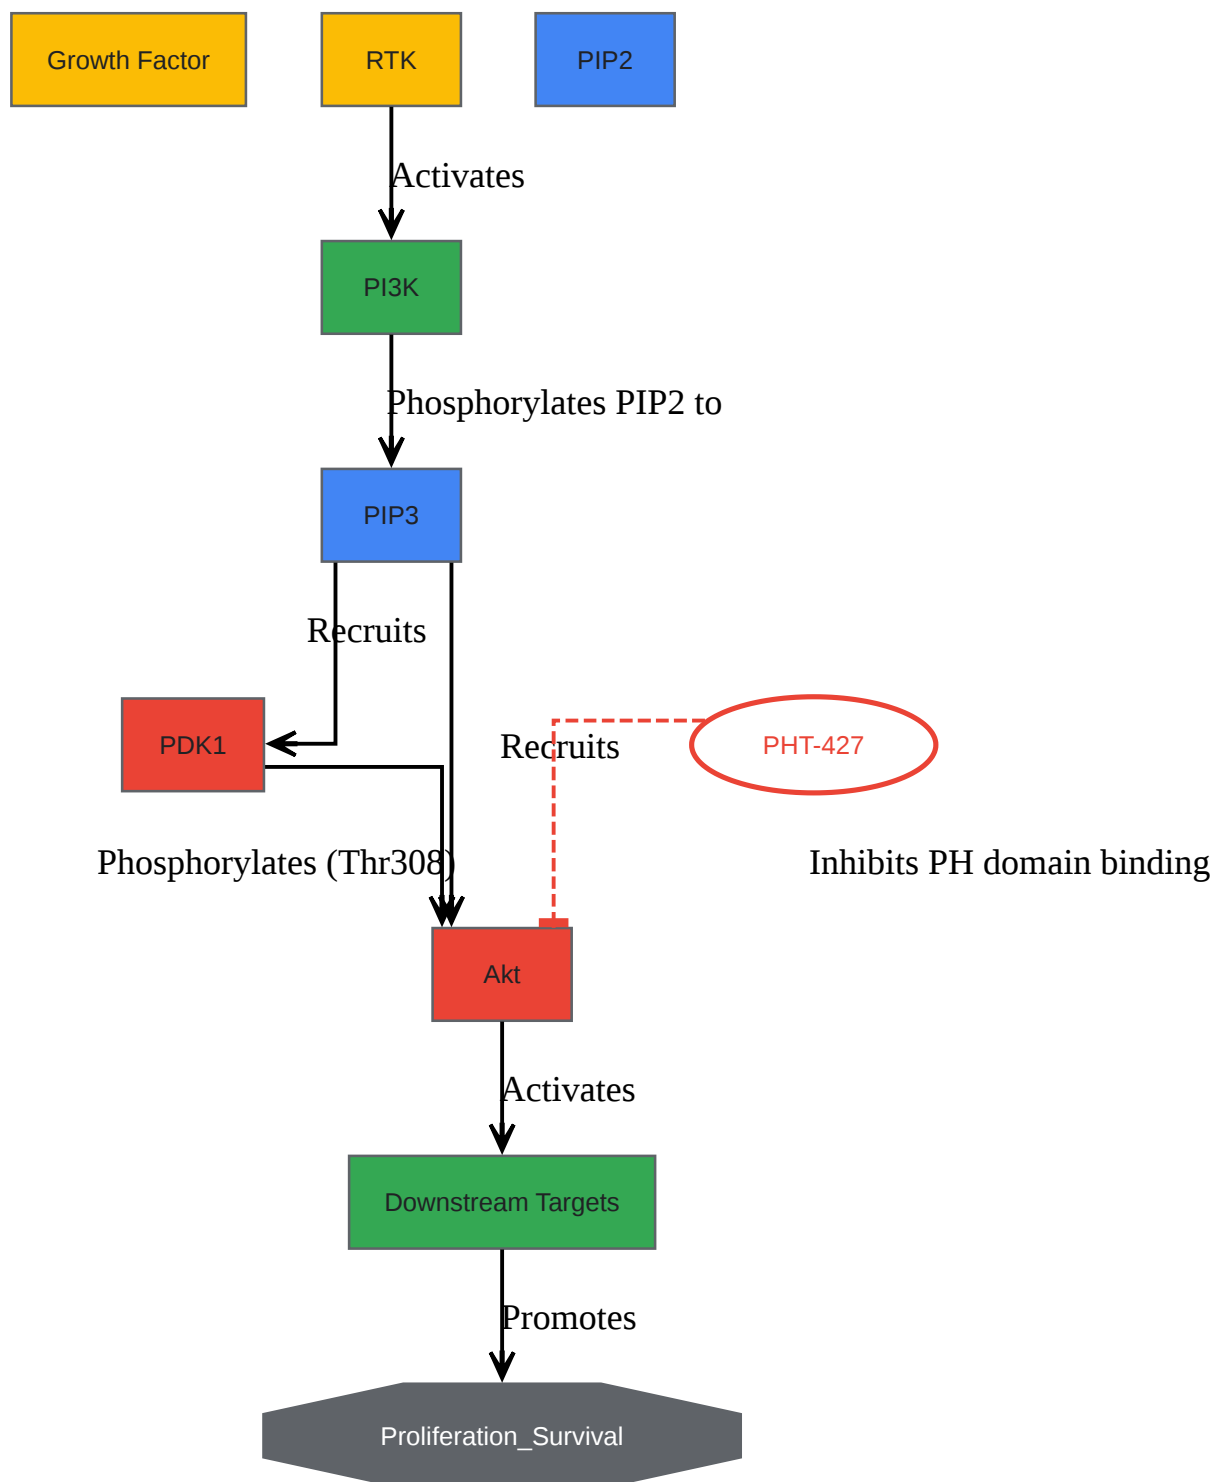 Growth Factor
RTK
PIP2
Activates
PI3K
Phosphorylates PIP2 to
PIP3
Recruits
PDK1
Recruits
PHT-427
Phosphorylates (Thr308)
Inhibits PH domain binding
Akt
Activates
Downstream Targets
Promotes
Proliferation_Survival